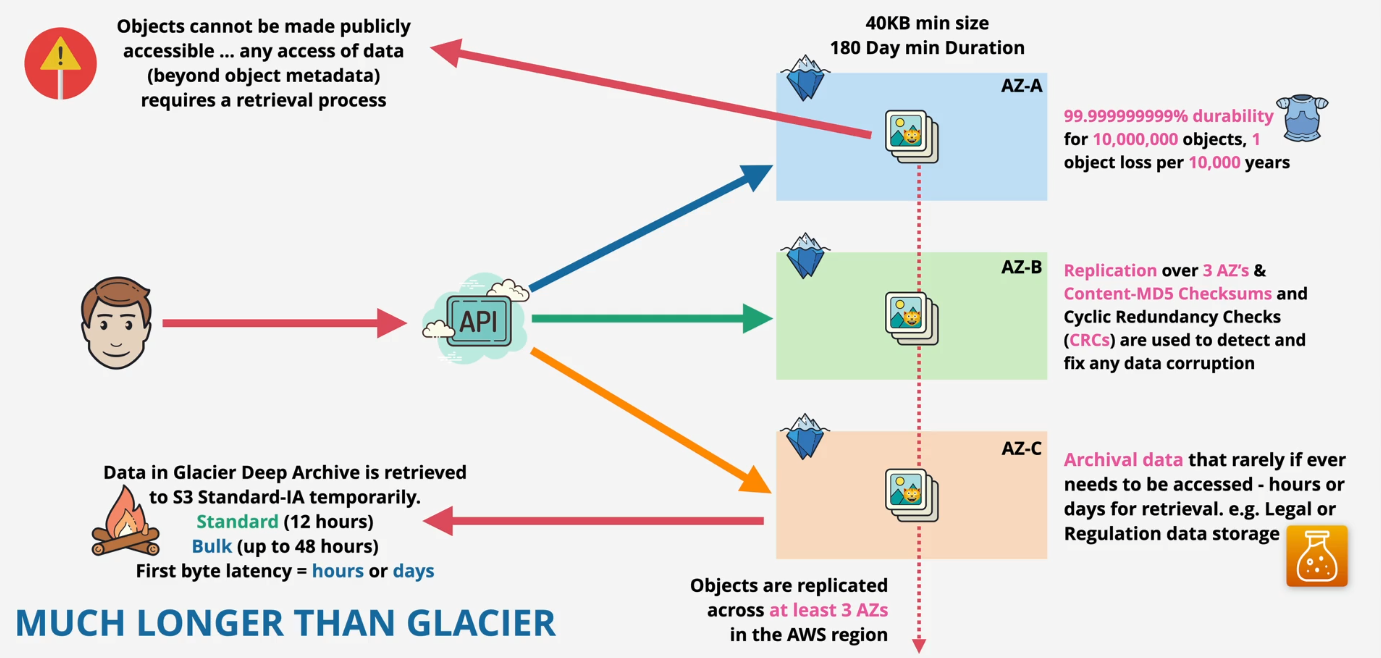 Objects cannot be made publicly
accessible ... any access of data
(beyond object metadata)
requires a retrieval process
40KB min size
180 Day min Duration
AZ-A
99.999999999% durability
for 10,000,000 objects, 1
object loss per 10,000 years
API
AZ-B
Replication over 3 AZ's &
Content-MD5 Checksums and
Cyclic Redundancy Checks
(CRCs) are used to detect and
fix any data corruption
AZ-C
Archival data that rarely if ever
needs to be accessed - hours or
days for retrieval. e.g. Legal or
Regulation data storage
Data in Glacier Deep Archive is retrieved
to S3 Standard-IA temporarily.
Standard (12 hours)
Bulk (up to 48 hours)
First byte latency = hours or days
MUCH LONGER THAN GLACIER
Objects are replicated
across at least 3 AZs
in the AWS region